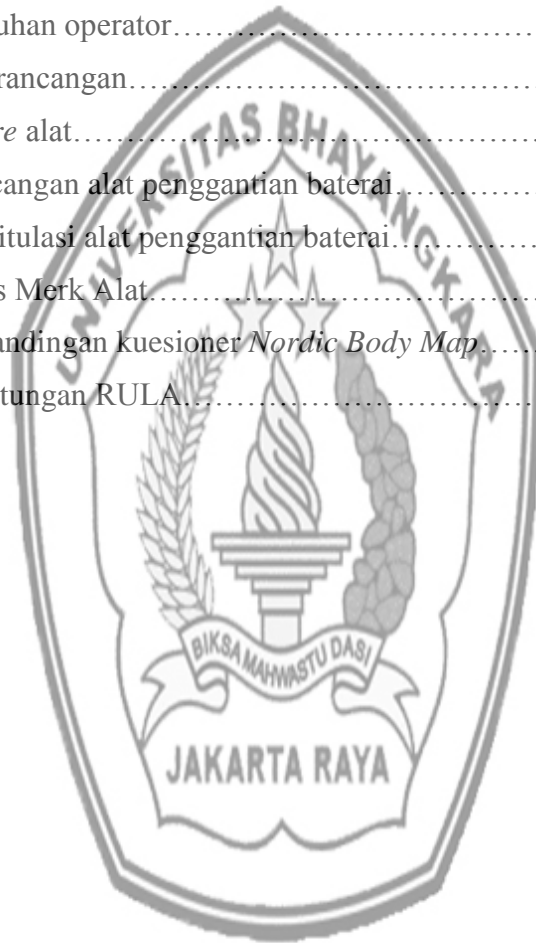 uhan operator
rancangan
re alat
cangan alat penggantian baterai
itulasi alat penggantian baterai
s Merk Alat
andingan kuesioner Nordic Body Map
tungan RULA
UNIVERSITAS BHAYANGKARA
BIKSA MAHWASTU DASI
JAKARTA RAYA